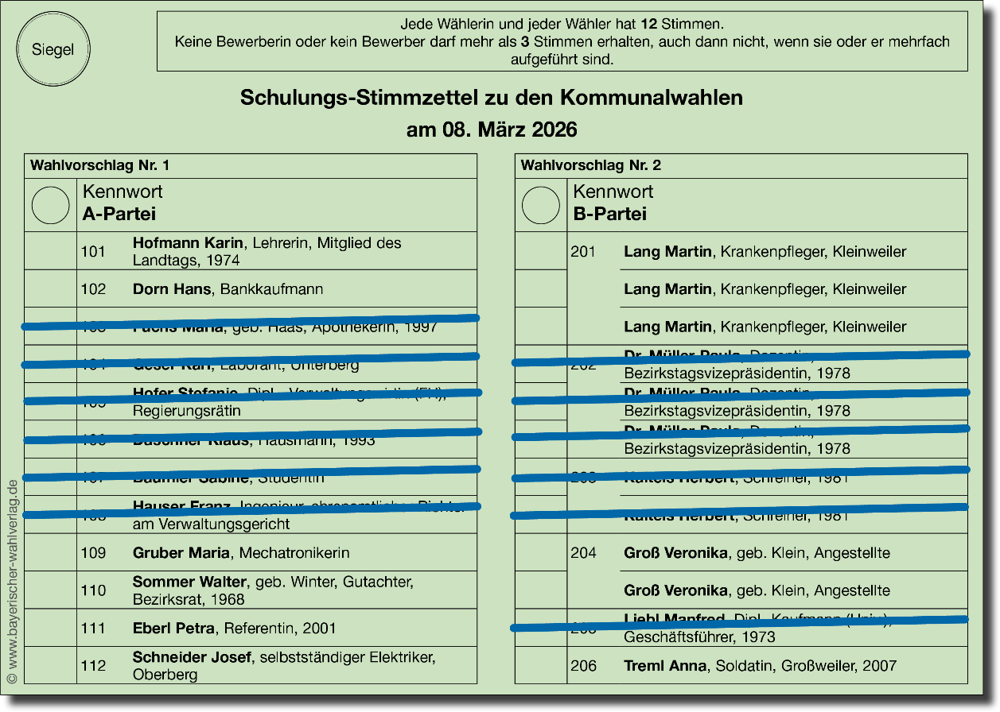 Siegel
Jede Wählerin und jeder Wähler hat 12 Stimmen.
Keine Bewerberin oder kein Bewerber darf mehr als 3 Stimmen erhalten, auch dann nicht, wenn sie oder er mehrfach
aufgeführt sind.
Schulungs-Stimmzettel zu den Kommunalwahlen
am 08. März 2026
Wahlvorschlag Nr. 1
Kennwort
A-Partei
101 Hofmann Karin, Lehrerin, Mitglied des
Landtags, 1974
102 Dorn Hans, Bankkaufmann
103 Fuchs Maria, geb. Haas, Apothekerin, 1997
104 Geser Karl, Laborant, Unterberg
105 Hofer Stefanie, Dipl.-Verwaltungswirtin (FH),
Regierungsrätin
106 Daschner Klaus, Hausmann, 1993
107 Bäumler Sabine, Studentin
108 Hauser Franz, Ingenieur, ehrenamtlicher Richter
am Verwaltungsgericht
109 Gruber Maria, Mechatronikerin
110 Sommer Walter, geb. Winter, Gutachter,
Bezirksrat, 1968
111 Eberl Petra, Referentin, 2001
112 Schneider Josef, selbstständiger Elektriker,
Oberberg
Wahlvorschlag Nr. 2
Kennwort
B-Partei
201 Lang Martin, Krankenpfleger, Kleinweiler
Lang Martin, Krankenpfleger, Kleinweiler
Lang Martin, Krankenpfleger, Kleinweiler
202 Dr. Müller Paula, Dozentin,
Bezirkstagsvizepräsidentin, 1978
Dr. Müller Paula, Dozentin,
Bezirkstagsvizepräsidentin, 1978
Dr. Müller Paula, Dozentin,
Bezirkstagsvizepräsidentin, 1978
203 Kalteis Herbert, Schreiner, 1981
Kalteis Herbert, Schreiner, 1981
204 Groß Veronika, geb. Klein, Angestellte
Groß Veronika, geb. Klein, Angestellte
205 Liebl Manfred, Dipl.-Kaufmann (Univ.),
Geschäftsführer, 1973
206 Treml Anna, Soldatin, Großweiler, 2007
© www.bayerischer-wahlverlag.de